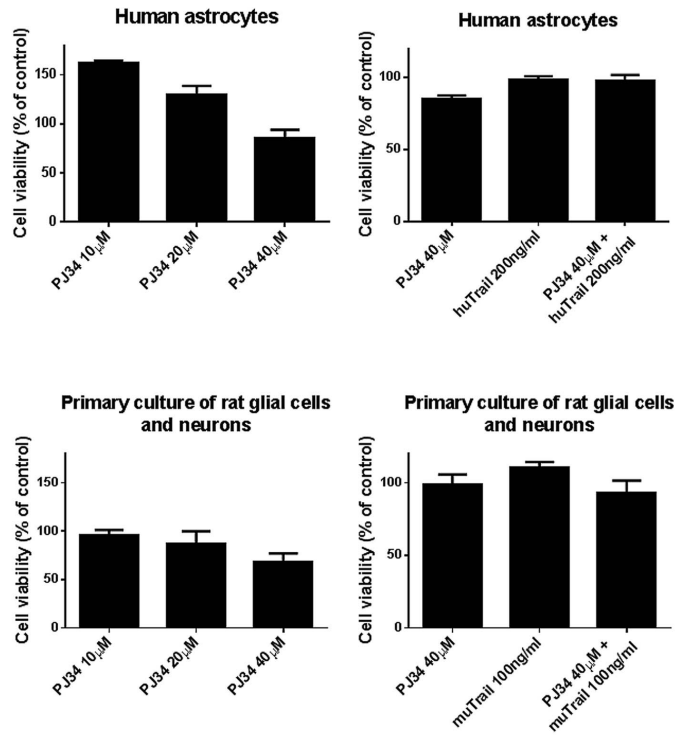 Human astrocytes
Cell viability (% of control)
150
100
50
0
PJ34 10µM
PJ34 20µM
PJ34 40µM
Human astrocytes
Cell viability (% of control)
100
50
0
PJ34 40µM
huTrail 200ng/ml
PJ34 40µM +
huTrail 200ng/ml
Primary culture of rat glial cells
and neurons
Cell viability (% of control)
150
100
50
0
PJ34 10µM
PJ34 20µM
PJ34 40µM
Primary culture of rat glial cells
and neurons
Cell viability (% of control)
100
50
0
PJ34 40µM
muTrail 100ng/ml
PJ34 40µM +
muTrail 100ng/ml